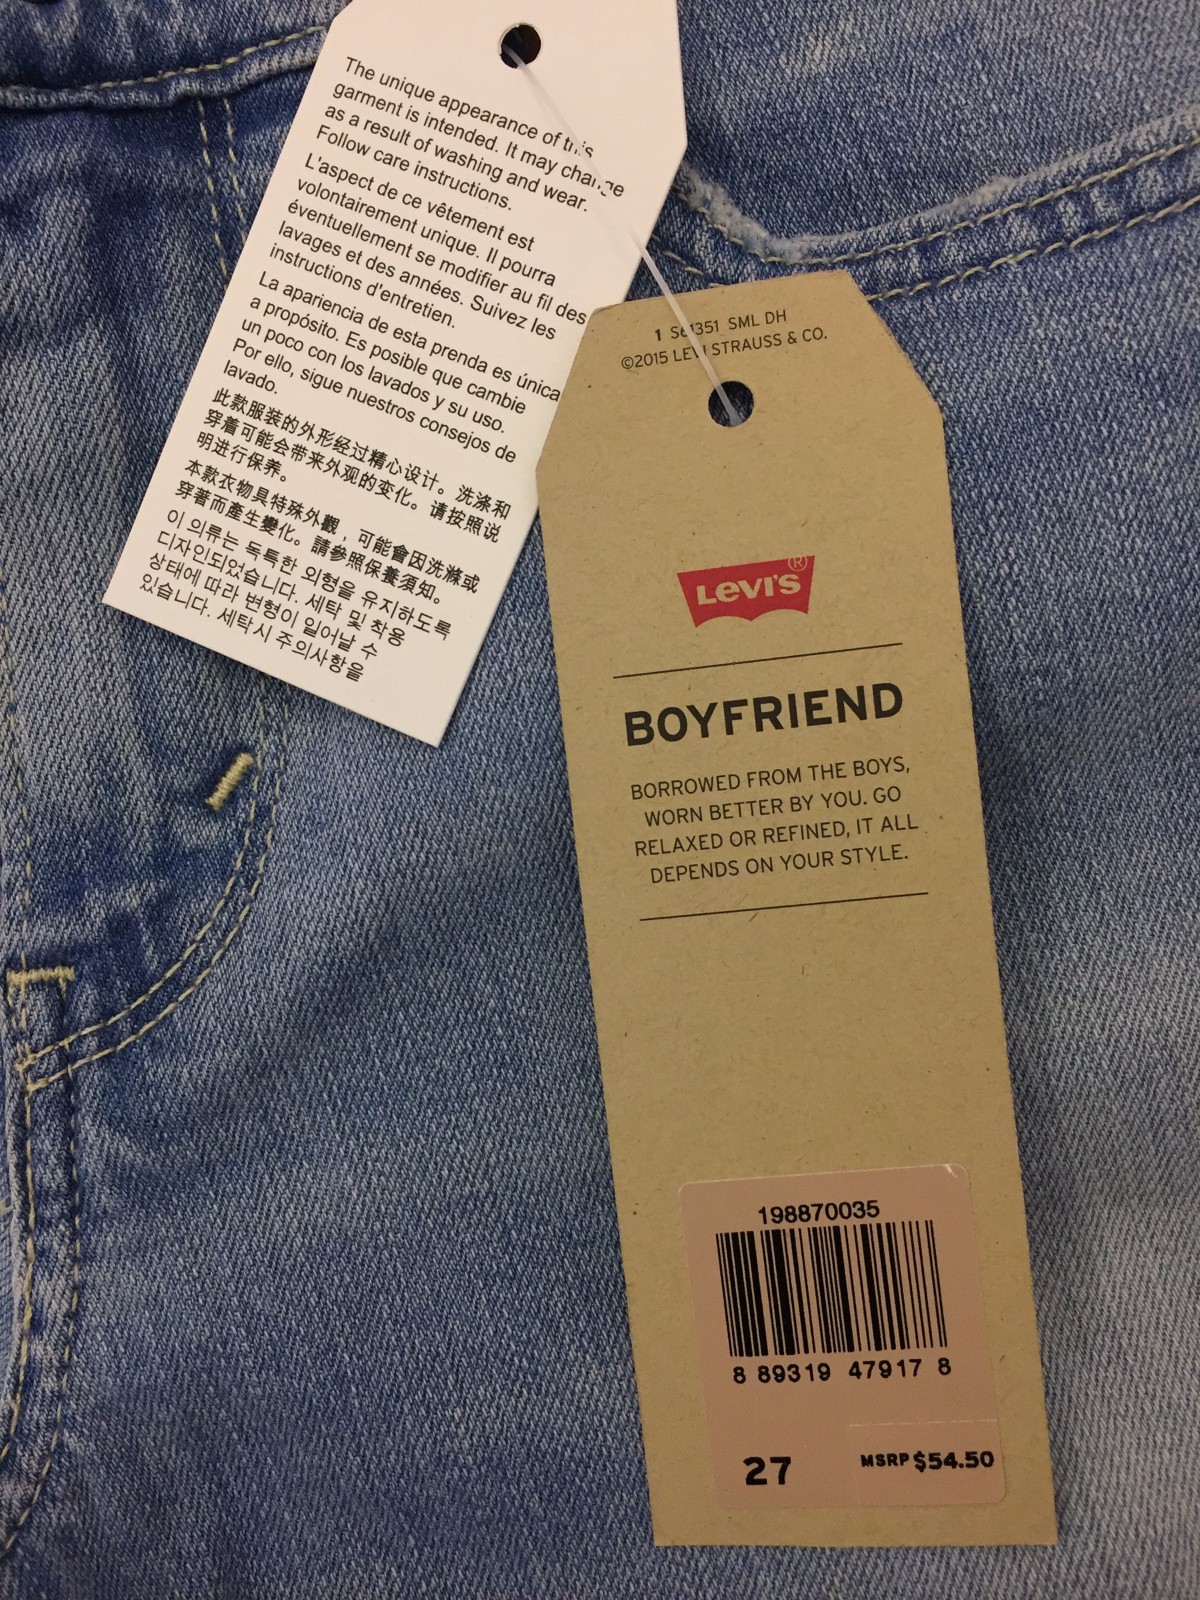 The unique appearance of this
garment is intended. It may change
as a result of washing and wear.
Follow care instructions.
L'aspect de ce vêtement est
volontairement unique. Il pourra
éventuellement se modifier au fil des
lavages et des années. Suivez les
instructions d'entretien.
La apariencia de esta prenda es única
a propósito. Es posible que cambie
un poco con los lavados y su uso.
Por ello, sigue nuestros consejos de
lavado.
此款服装的外形经过精心设计。洗涤和
穿着可能会带来外观的变化。请按照说
明进行保养。
本款衣物具特殊外觀，可能會因洗滌或
穿著而產生變化。請參照保養須知。
이 의류는 독특한 외형을 유지하도록
디자인되었습니다. 세탁 및 착용
상태에 따라 변형이 일어날 수
있습니다. 세탁시 주의사항을
1 S61351 SML DH
©2015 LEVI STRAUSS & CO.
LEVI'S®
BOYFRIEND
BORROWED FROM THE BOYS,
WORN BETTER BY YOU. GO
RELAXED OR REFINED, IT ALL
DEPENDS ON YOUR STYLE.
198870035
8 89319 47917 8
27 MSRP $54.50